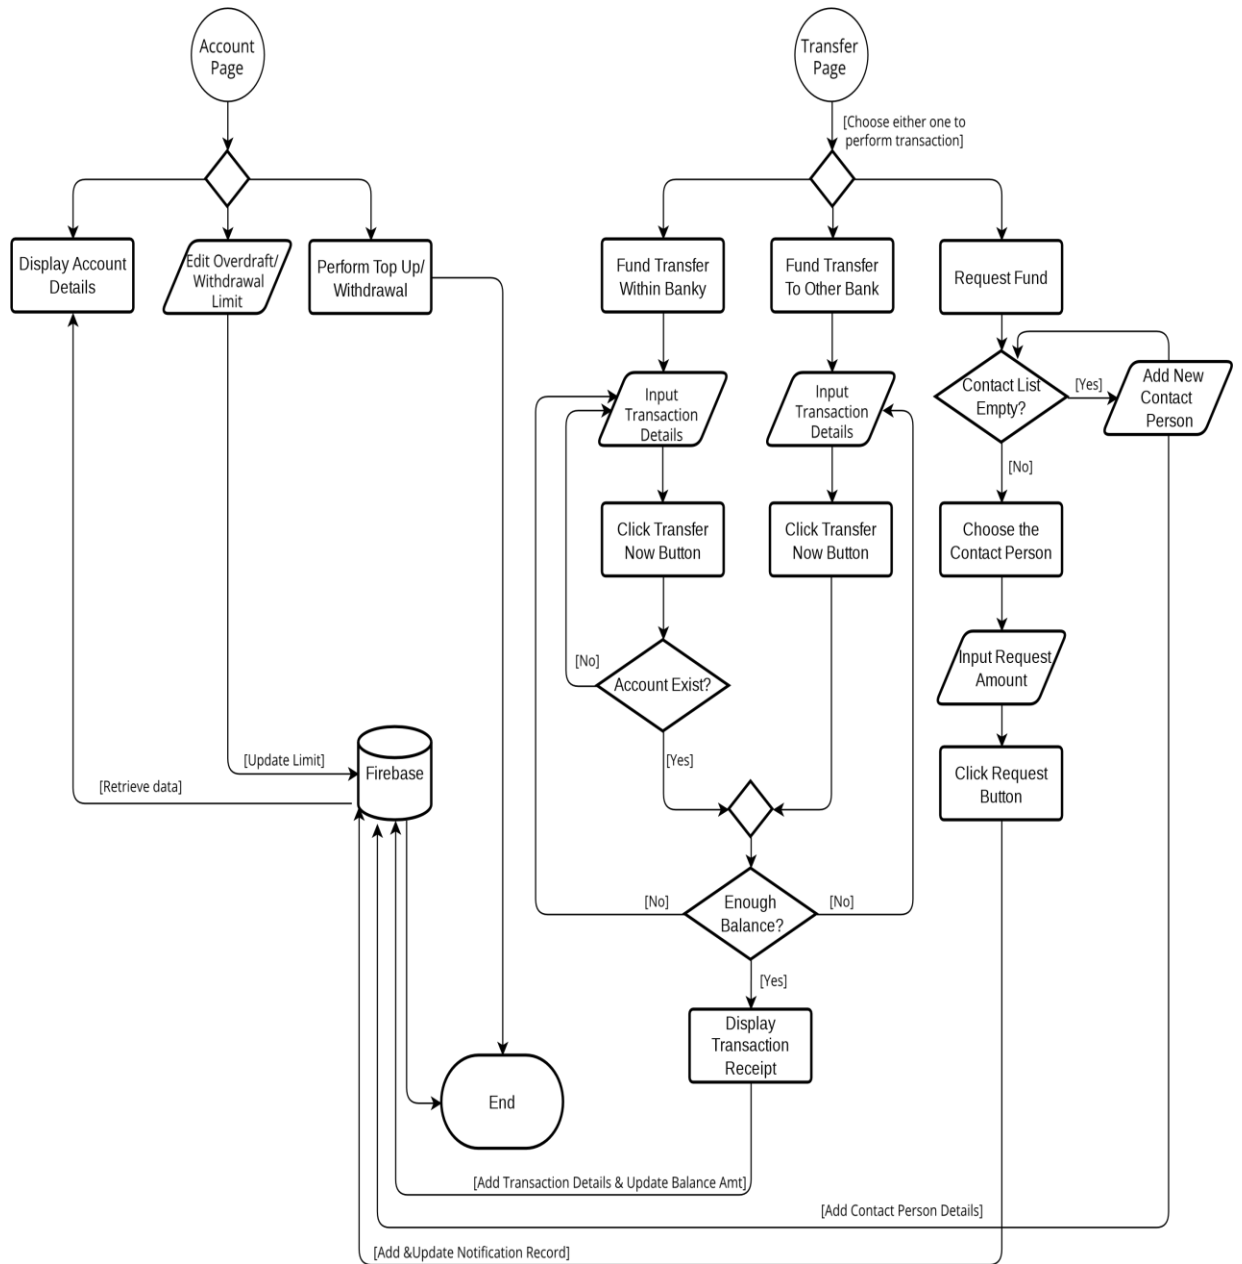 Account
Page
Transfer
Page
[Choose either one to
perform transaction]
Display Account
Details
Edit Overdraft/
Withdrawal
Limit
Perform Top Up/
Withdrawal
Fund Transfer
Within Banky
Fund Transfer
To Other Bank
Request Fund
Input
Transaction
Details
Input
Transaction
Details
Contact List
Empty?
[Yes]
Add New
Contact
Person
[No]
Click Transfer
Now Button
Click Transfer
Now Button
Choose the
Contact Person
[No]
Account Exist?
Input Request
Amount
[Yes]
[Update Limit]
Firebase
[Retrieve data]
Click Request
Button
[No]
Enough
Balance?
[No]
[Yes]
Display
Transaction
Receipt
End
[Add Transaction Details & Update Balance Amt]
[Add Contact Person Details]
[Add &Update Notification Record]